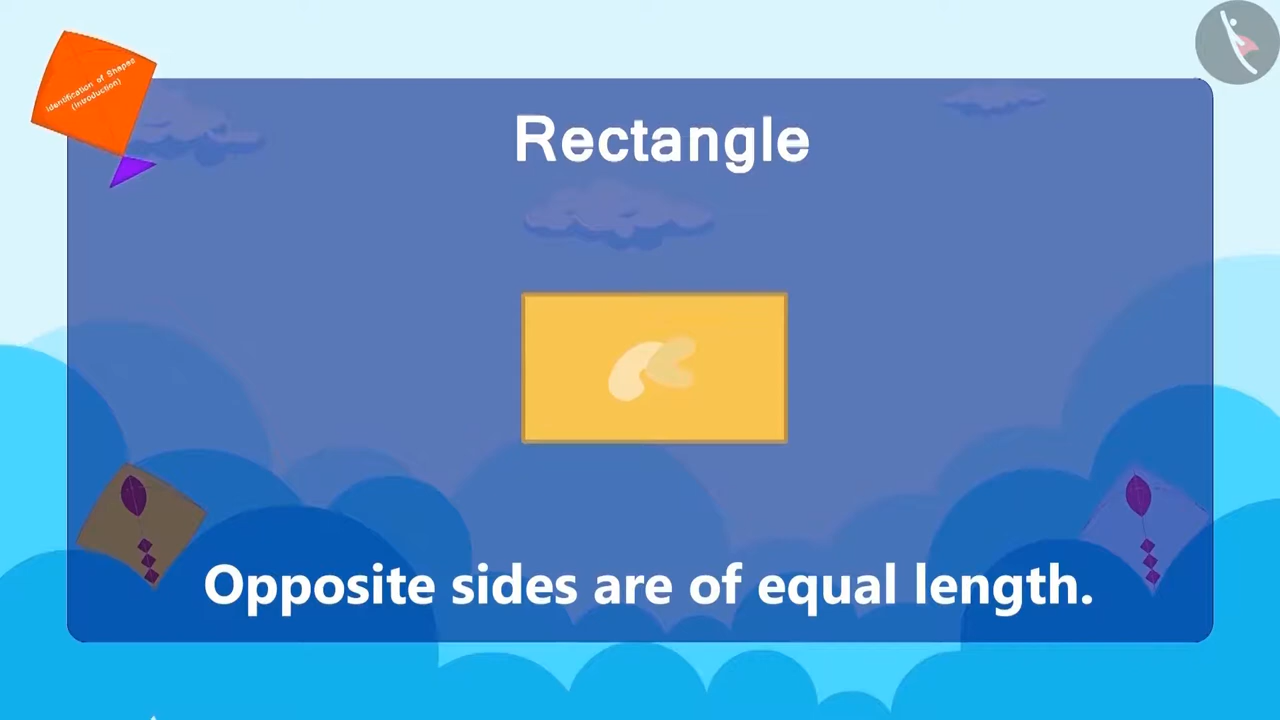 Identification of Shapes
(Introduction)
Rectangle
Opposite sides are of equal length.